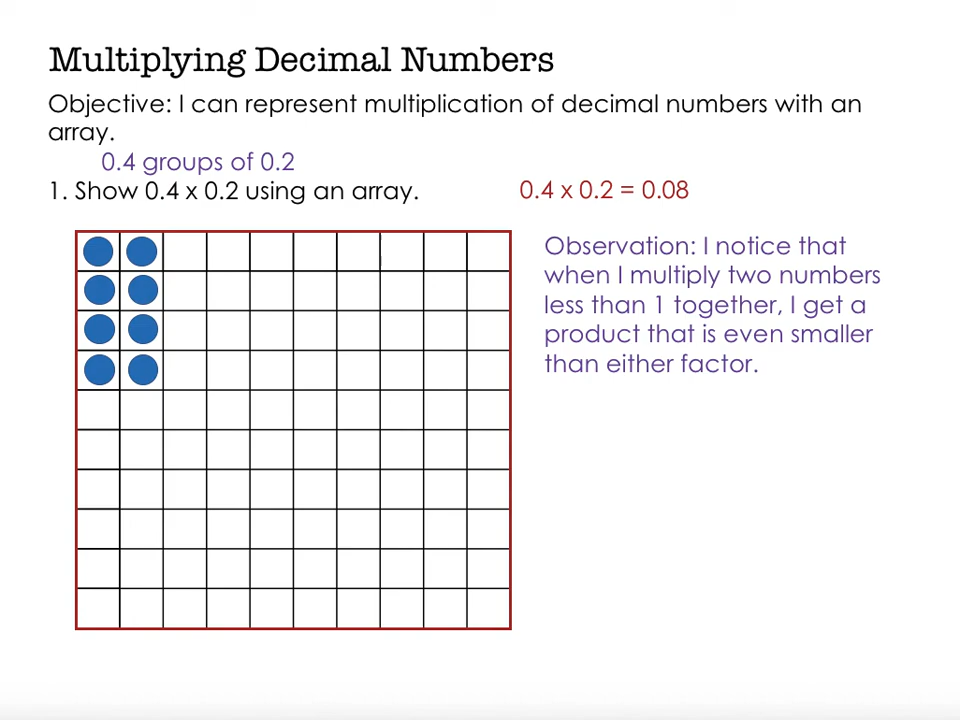 Multiplying Decimal Numbers
Objective: I can represent multiplication of decimal numbers with an
array.
0.4 groups of 0.2
1. Show 0.4 x 0.2 using an array.
0.4 x 0.2 = 0.08
Observation: I notice that
when I multiply two numbers
less than 1 together, I get a
product that is even smaller
than either factor.